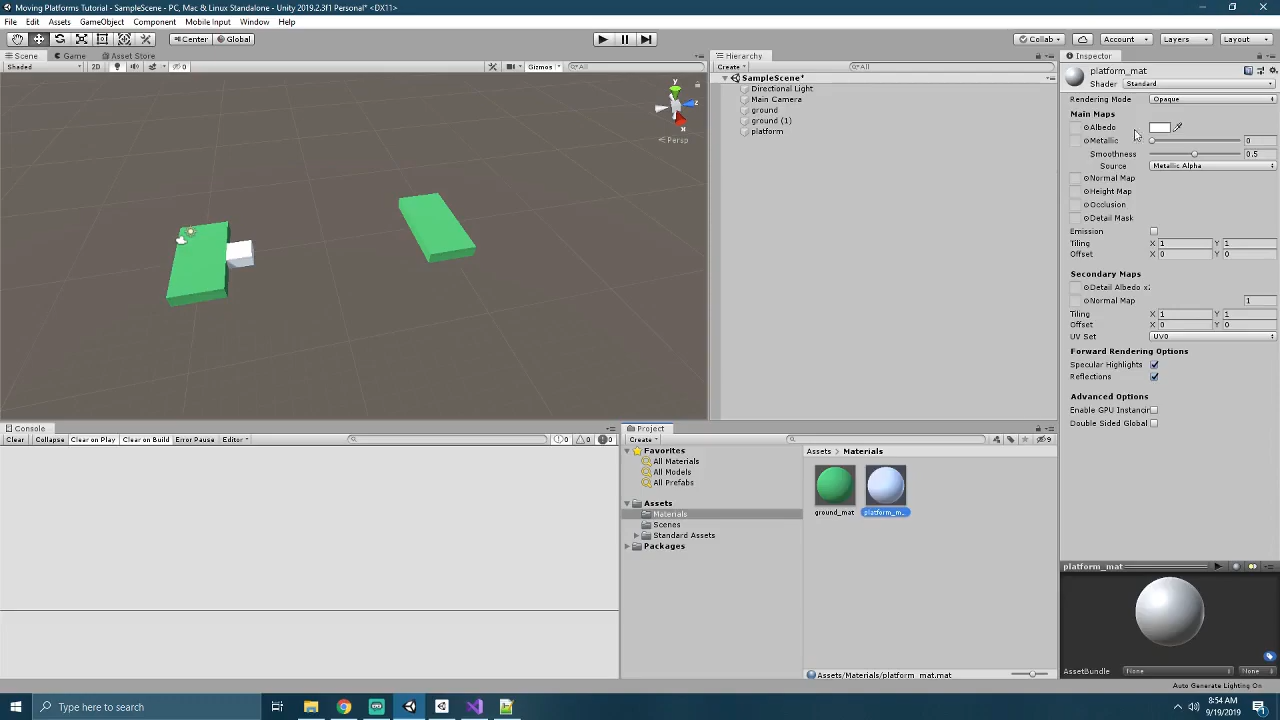 Moving Platforms Tutorial - SampleScene - PC, Mac & Linux Standalone - Unity 2019.2.3f1 Personal* <DX11>
File Edit Assets GameObject Component Mobile Input Window Help
Center Global Collab Account Layers Layout
Scene Game Asset Store
Shaded 2D 0 Gizmos All
y
z
x
Persp
Hierarchy
Create All
SampleScene*
Directional Light
Main Camera
ground
ground (1)
platform
Inspector
platform_mat
Shader Standard
Rendering Mode Opaque
Main Maps
Albedo
Metallic 0
Smoothness 0.5
Source Metallic Alpha
Normal Map
Height Map
Occlusion
Detail Mask
Emission
Tiling X 1 Y 1
Offset X 0 Y 0
Secondary Maps
Detail Albedo x2
Normal Map 1
Tiling X 1 Y 1
Offset X 0 Y 0
UV Set UV0
Forward Rendering Options
Specular Highlights
Reflections
Advanced Options
Enable GPU Instancin
Double Sided Global
Console
Clear Collapse Clear on Play Clear on Build Error Pause Editor 0 0 0
Project
Create 9
Favorites
All Materials
All Models
All Prefabs
Assets
Materials
Scenes
Standard Assets
Packages
Assets > Materials
ground_mat platform_m...
Assets/Materials/platform_mat.mat
platform_mat
AssetBundle None None
Auto Generate Lighting On
Type here to search
8:54 AM
9/19/2019
1